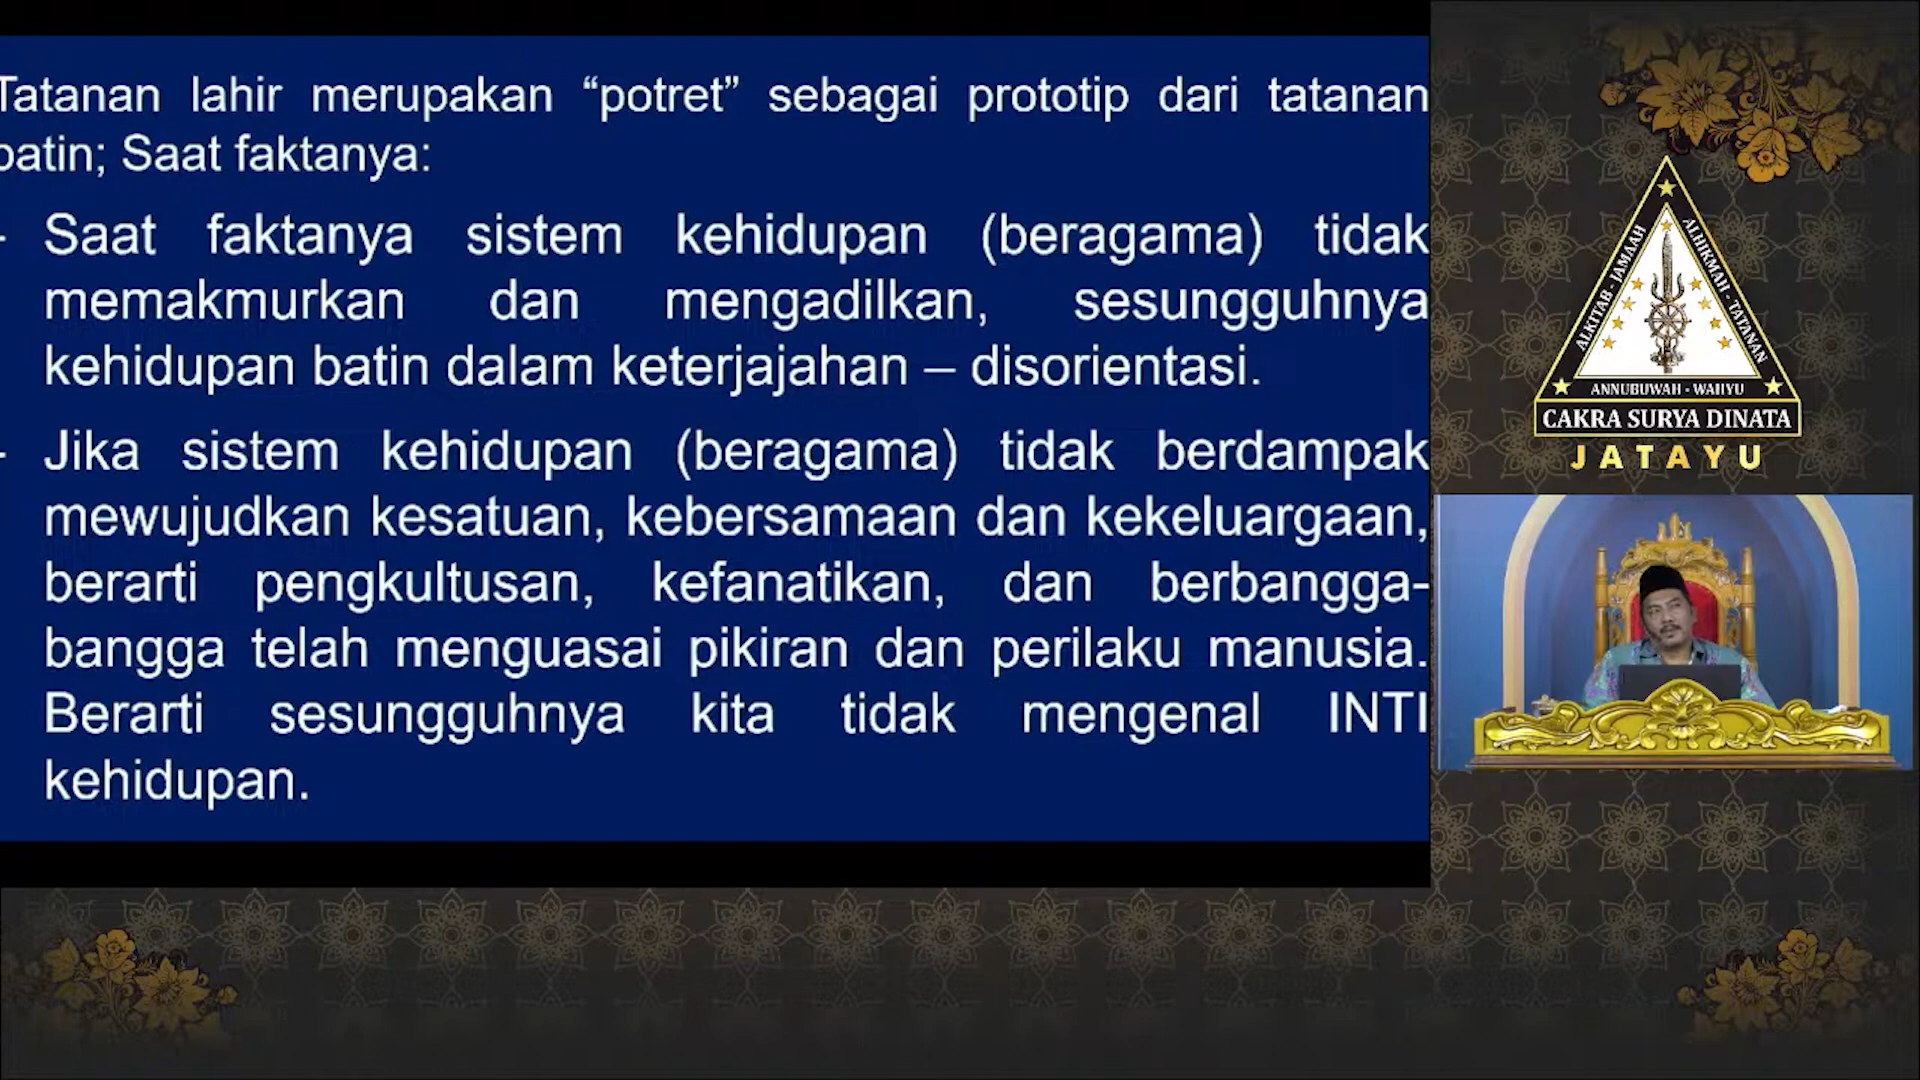 Tatanan lahir merupakan “potret” sebagai prototip dari tatanan
batin; Saat faktanya:
- Saat faktanya sistem kehidupan (beragama) tidak
memakmurkan dan mengadilkan, sesungguhnya
kehidupan batin dalam keterjajahan – disorientasi.
- Jika sistem kehidupan (beragama) tidak berdampak
mewujudkan kesatuan, kebersamaan dan kekeluargaan,
berarti pengkultusan, kefanatikan, dan berbangga-
bangga telah menguasai pikiran dan perilaku manusia.
Berarti sesungguhnya kita tidak mengenal INTI
kehidupan.
ALKITAB - JAMAAH
ALHIKMAH - TATANAN
ANNUBUWAH - WAHYU
CAKRA SURYA DINATA
JATAYU